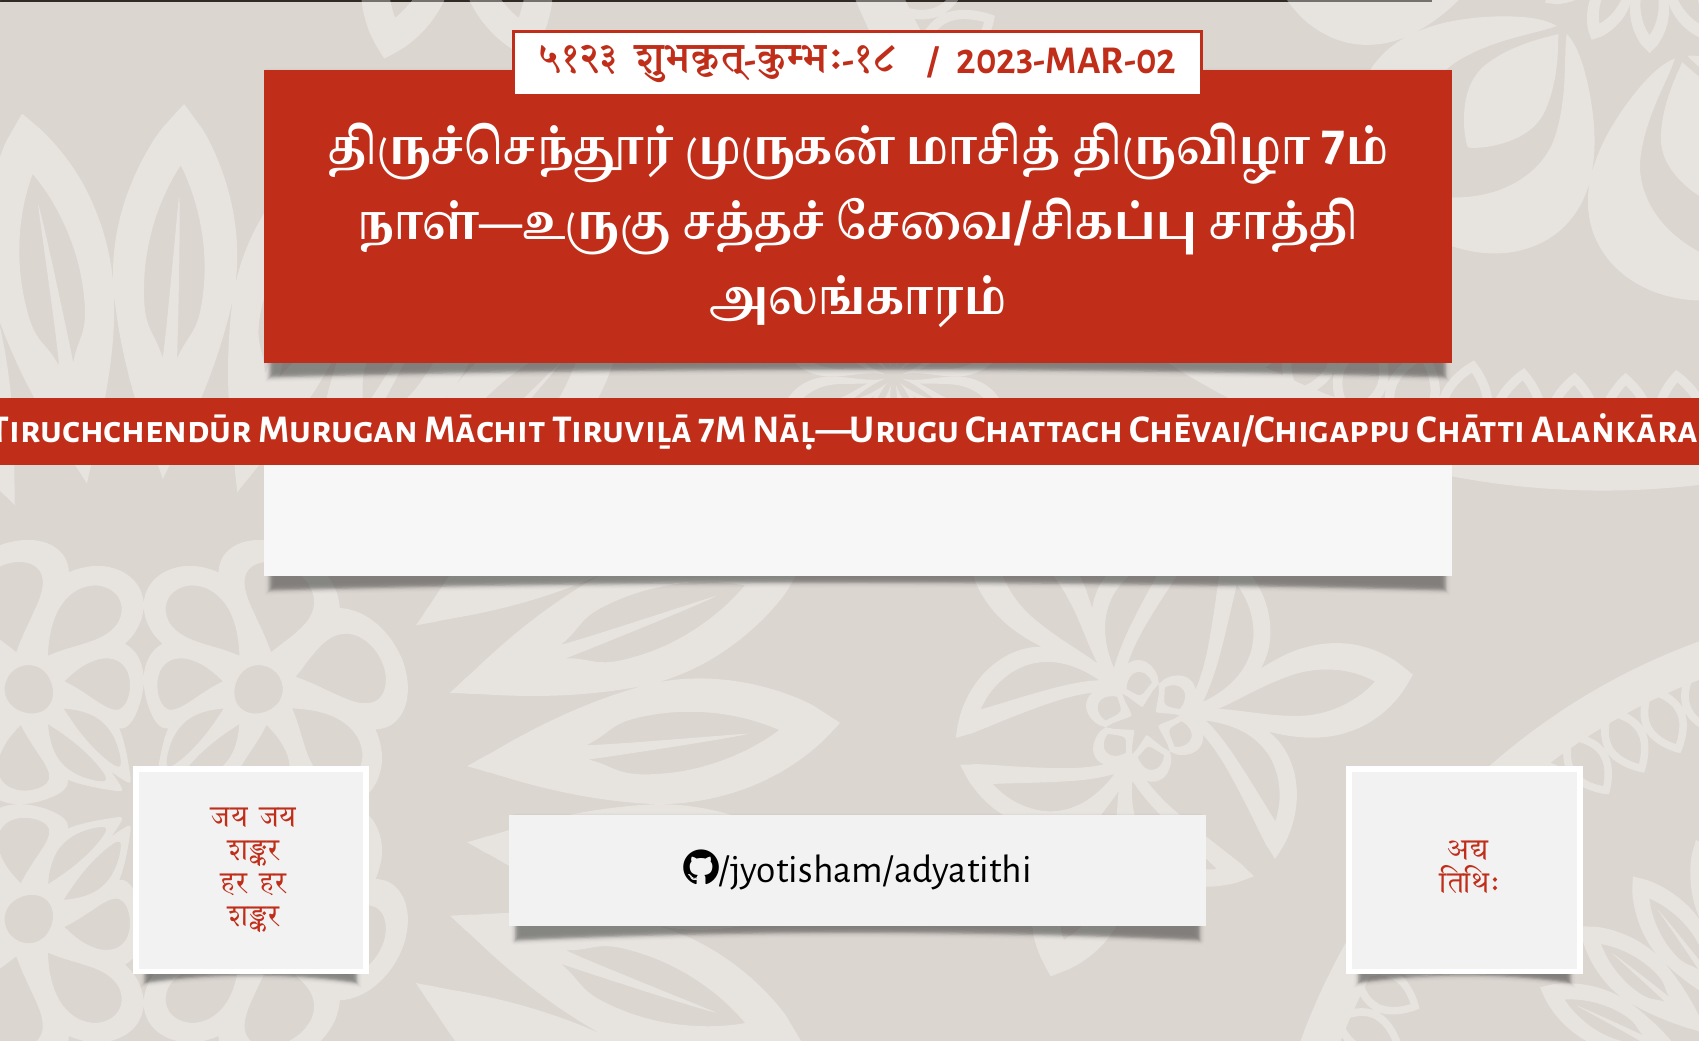 ५१२३ शुभकृत्-कुम्भः-१८ / 2023-MAR-02
திருச்செந்தூர் முருகன் மாசித் திருவிழா 7ம்
நாள்—உருகு சத்தச் சேவை/சிகப்பு சாத்தி
அலங்காரம்
TIRUCHCHENDŪR MURUGAN MĀCHIT TIRUVIḺĀ 7M NĀḶ—URUGU CHATTACH CHĒVAI/CHIGAPPU CHĀTTI ALAṄKĀRA
जय जय
शङ्कर
हर हर
शङ्कर
/jyotisham/adyatithi
अद्य
तिथिः